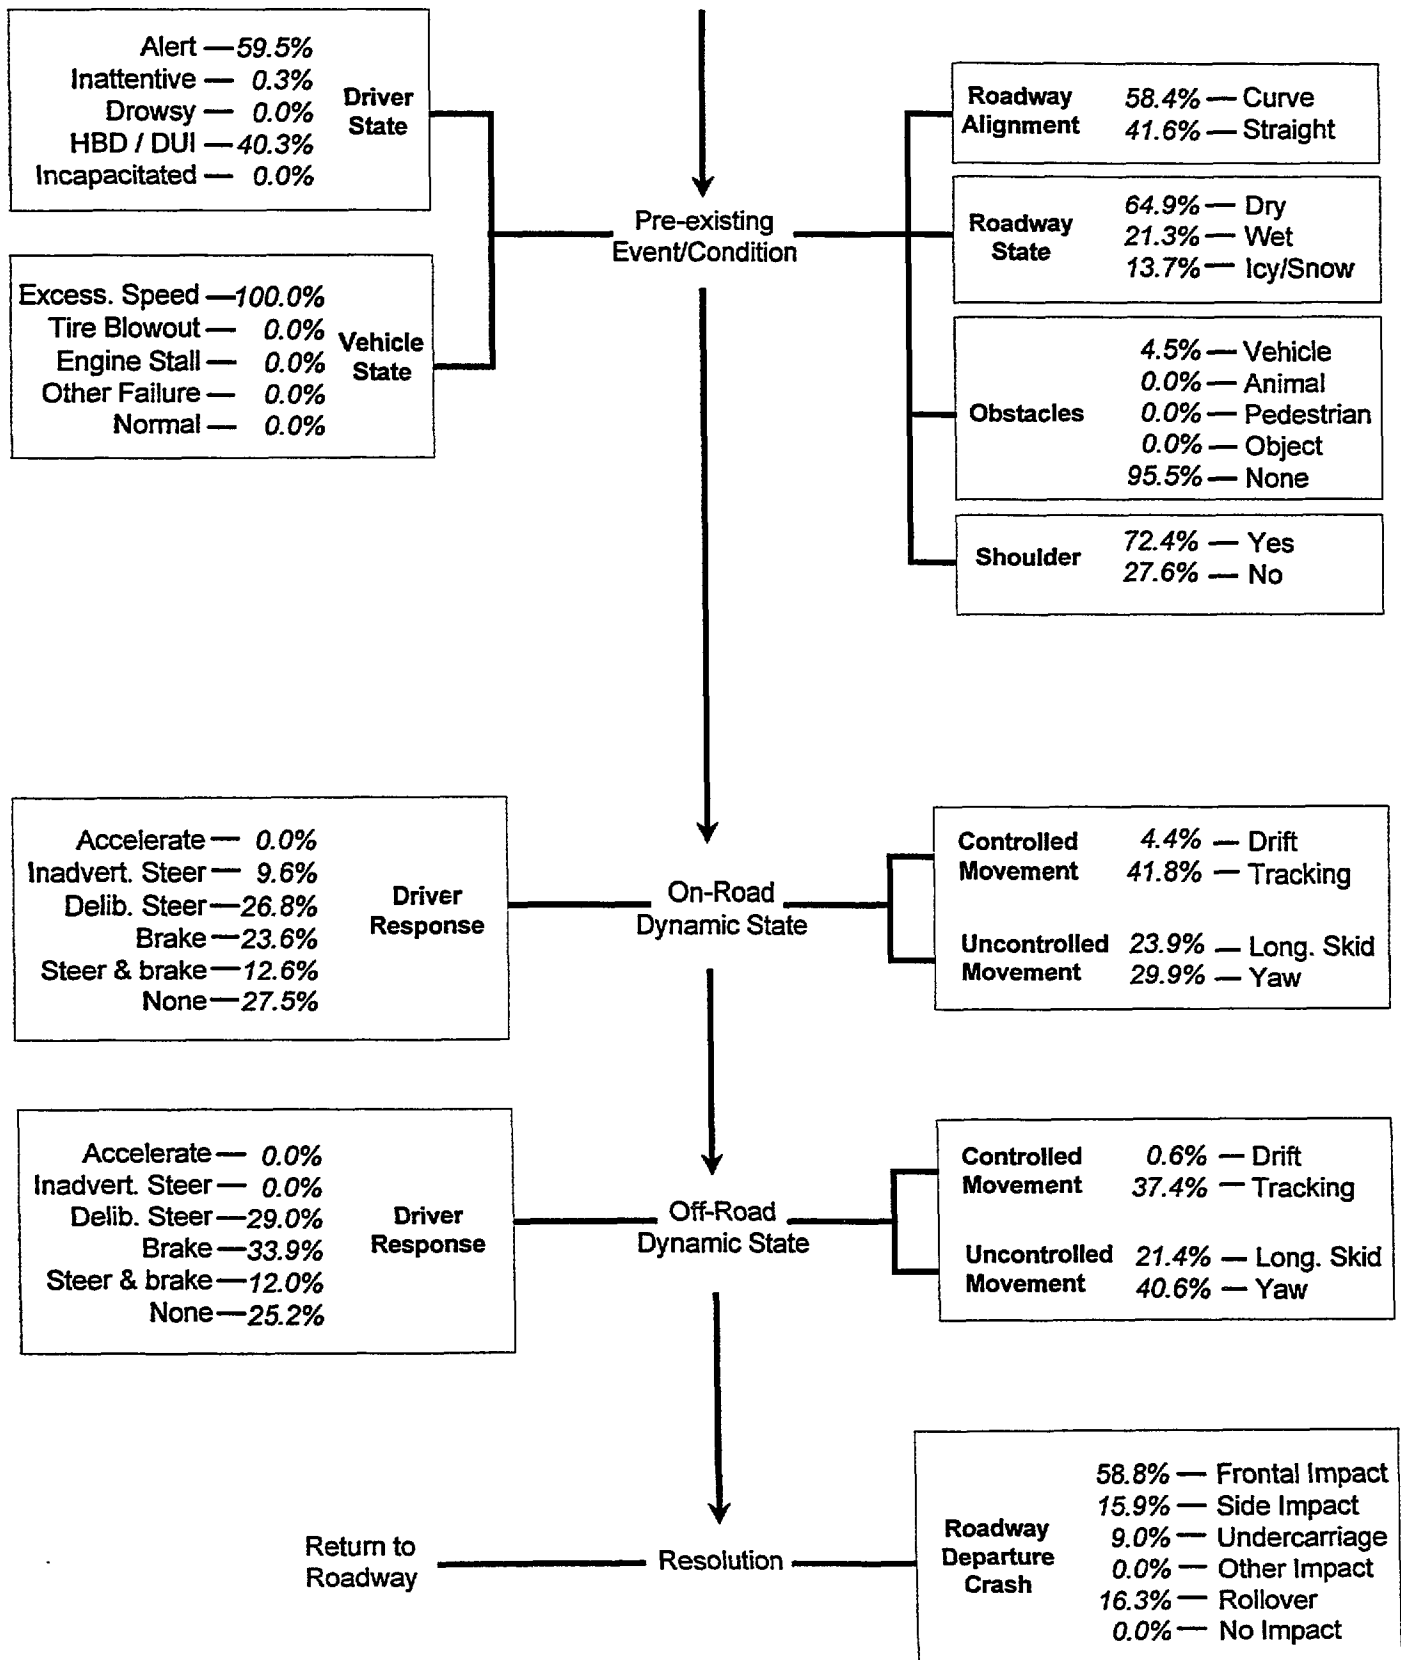 Alert — 59.5%
Inattentive — 0.3%
Drowsy — 0.0%
HBD / DUI — 40.3%
Incapacitated — 0.0%
Driver
State
Excess. Speed — 100.0%
Tire Blowout — 0.0%
Engine Stall — 0.0%
Other Failure — 0.0%
Normal — 0.0%
Vehicle
State
Pre-existing
Event/Condition
Roadway
Alignment
58.4% — Curve
41.6% — Straight
Roadway
State
64.9% — Dry
21.3% — Wet
13.7% — Icy/Snow
Obstacles
4.5% — Vehicle
0.0% — Animal
0.0% — Pedestrian
0.0% — Object
95.5% — None
Shoulder
72.4% — Yes
27.6% — No
Accelerate — 0.0%
Inadvert. Steer — 9.6%
Delib. Steer — 26.8%
Brake — 23.6%
Steer & brake — 12.6%
None — 27.5%
Driver
Response
On-Road
Dynamic State
Controlled
Movement
4.4% — Drift
41.8% — Tracking
Uncontrolled
Movement
23.9% — Long. Skid
29.9% — Yaw
Accelerate — 0.0%
Inadvert. Steer — 0.0%
Delib. Steer — 29.0%
Brake — 33.9%
Steer & brake — 12.0%
None — 25.2%
Driver
Response
Off-Road
Dynamic State
Controlled
Movement
0.6% — Drift
37.4% — Tracking
Uncontrolled
Movement
21.4% — Long. Skid
40.6% — Yaw
Return to
Roadway
Resolution
Roadway
Departure
Crash
58.8% — Frontal Impact
15.9% — Side Impact
9.0% — Undercarriage
0.0% — Other Impact
16.3% — Rollover
0.0% — No Impact